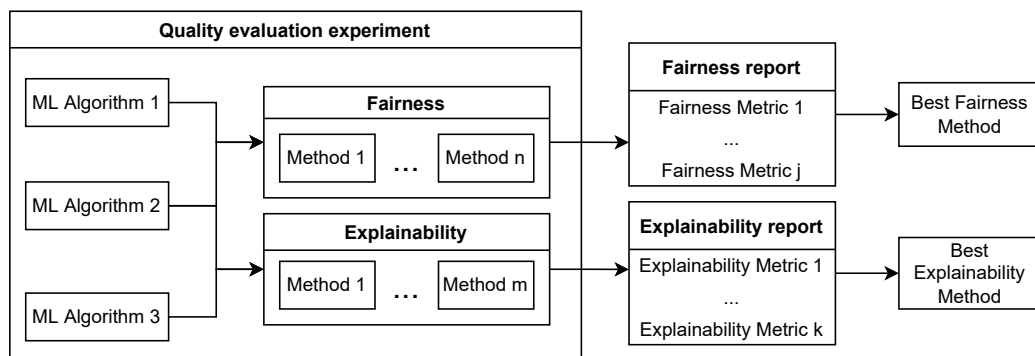 Quality evaluation experiment
ML Algorithm 1
ML Algorithm 2
ML Algorithm 3
Fairness
Method 1
...
Method n
Explainability
Method 1
...
Method m
Fairness report
Fairness Metric 1
...
Fairness Metric j
Explainability report
Explainability Metric 1
...
Explainability Metric k
Best Fairness
Method
Best
Explainability
Method